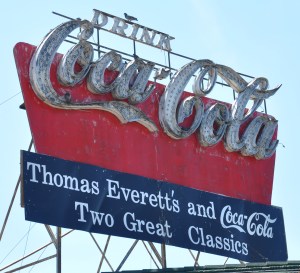 DRINK
Coca-Cola
Thomas Everett's and Coca-Cola
Two Great Classics